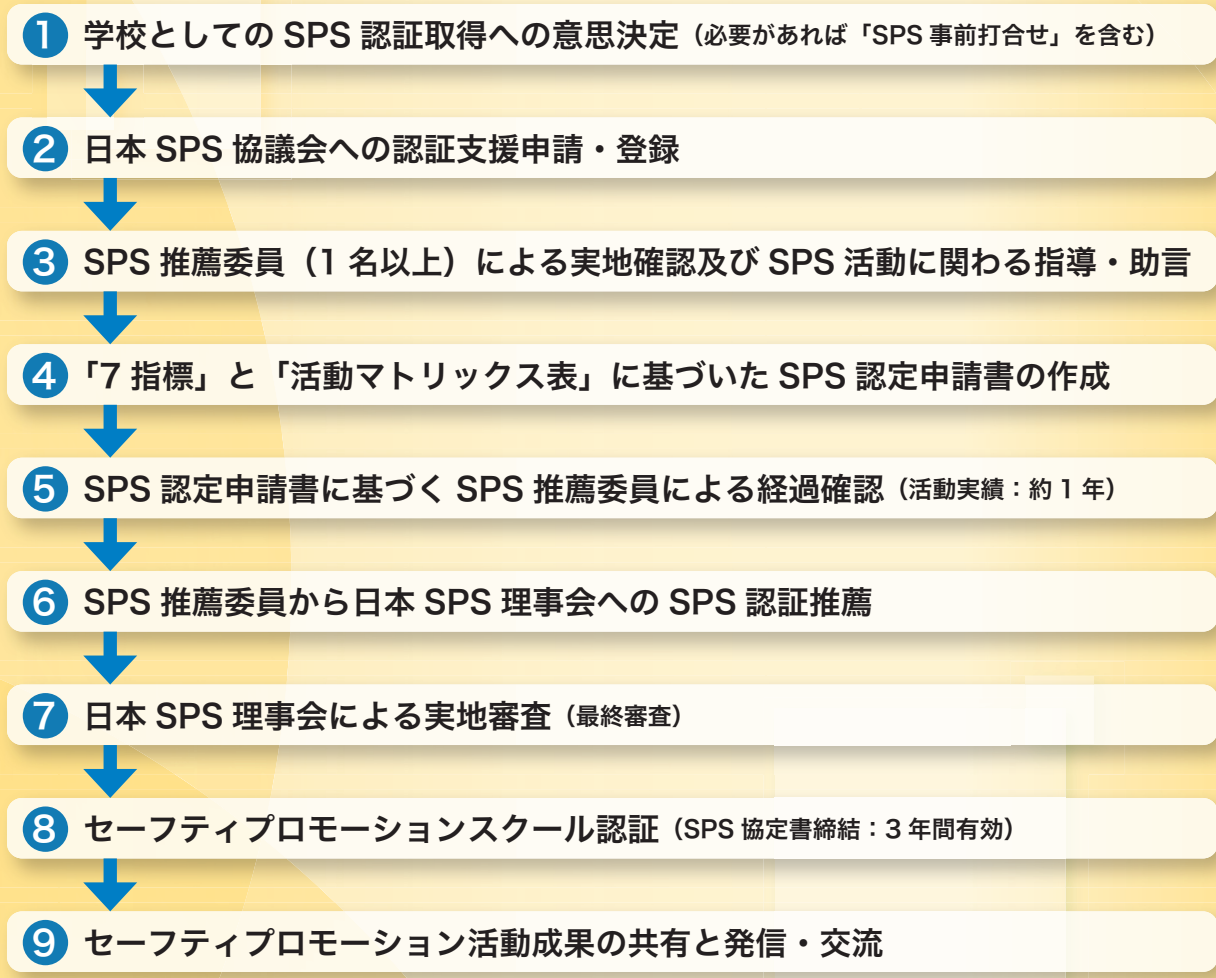 ❶ 学校としての SPS 認証取得への意思決定（必要があれば「SPS 事前打合せ」を含む）
❷ 日本 SPS 協議会への認証支援申請・登録
❸ SPS 推薦委員（1 名以上）による実地確認及び SPS 活動に関わる指導・助言
❹「7 指標」と「活動マトリックス表」に基づいた SPS 認定申請書の作成
❺ SPS 認定申請書に基づく SPS 推薦委員による経過確認（活動実績：約 1 年）
❻ SPS 推薦委員から日本 SPS 理事会への SPS 認証推薦
❼ 日本 SPS 理事会による実地審査（最終審査）
❽ セーフティプロモーションスクール認証（SPS 協定書締結：3 年間有効）
❾ セーフティプロモーション活動成果の共有と発信・交流